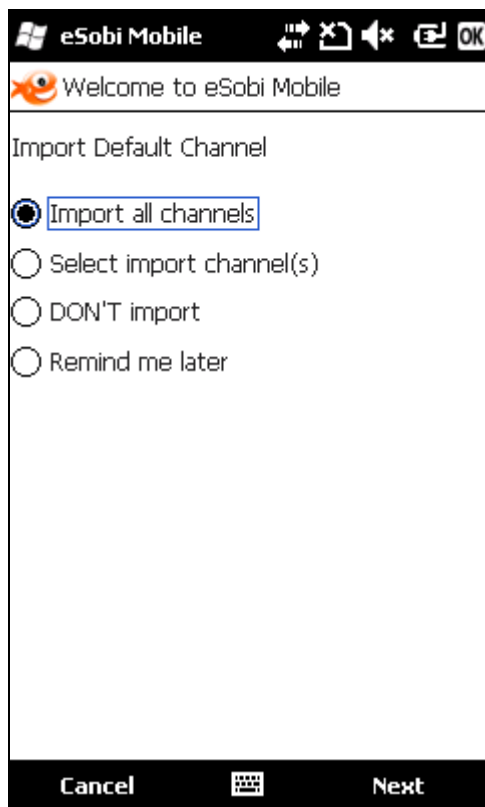 eSobi Mobile
OK
Welcome to eSobi Mobile
Import Default Channel
Import all channels
Select import channel(s)
DON'T import
Remind me later
Cancel
Next